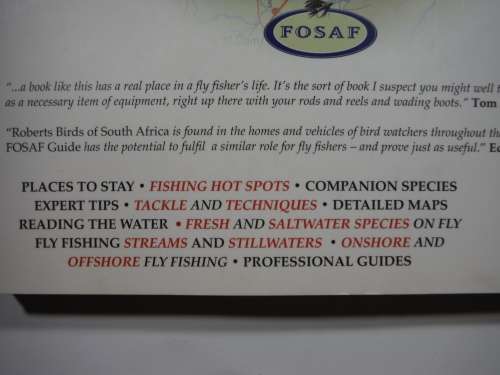 FOSAF
"...a book like this has a real place in a fly fisher's life. It's the sort of book I suspect you might well
as a necessary item of equipment, right up there with your rods and reels and wading boots." Tom
"Roberts Birds of South Africa is found in the homes and vehicles of bird watchers throughout
FOSAF Guide has the potential to fulfil a similar role for fly fishers – and prove just as useful."
PLACES TO STAY • FISHING HOT SPOTS • COMPANION SPECIES
EXPERT TIPS • TACKLE AND TECHNIQUES • DETAILED MAPS
READING THE WATER • FRESH AND SALTWATER SPECIES ON FLY
FLY FISHING STREAMS AND STILLWATERS • ONSHORE AND
OFFSHORE FLY FISHING • PROFESSIONAL GUIDES